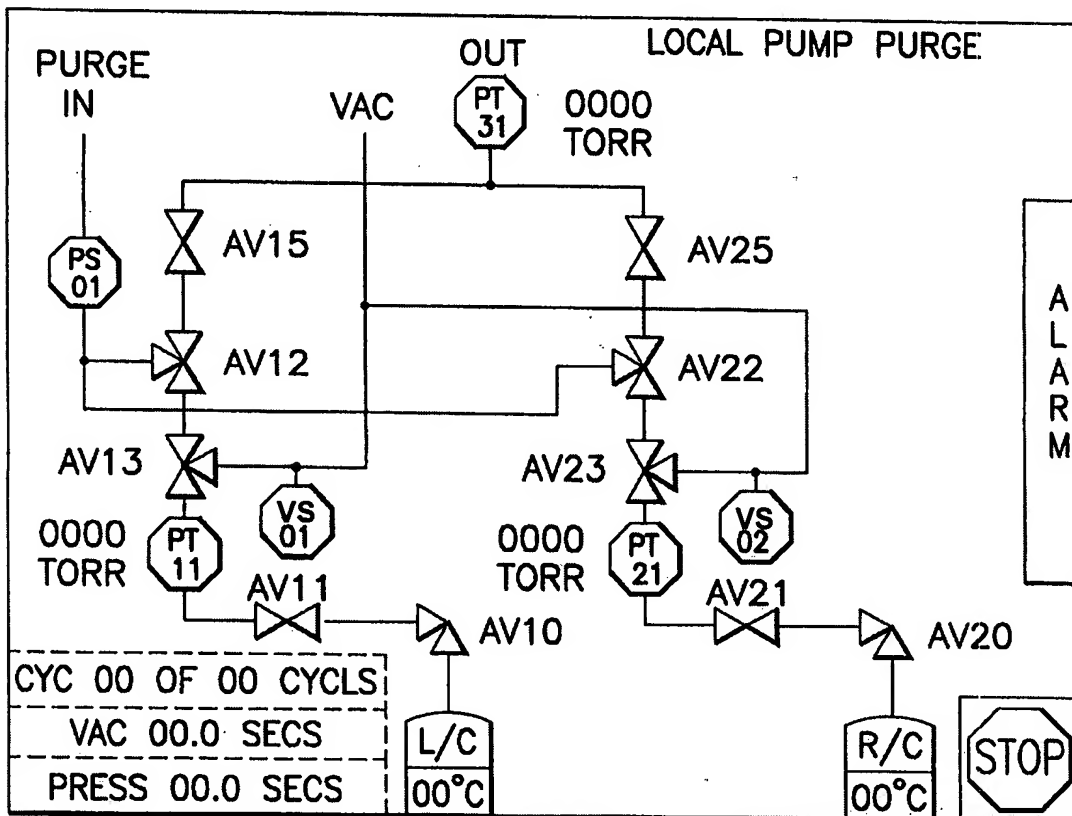 LOCAL PUMP PURGE
PURGE
IN
VAC
OUT
PT
31
0000
TORR
PS
01
AV15
AV25
AV12
AV22
AV13
AV23
VS
01
VS
02
0000
TORR
PT
11
0000
TORR
PT
21
AV11
AV10
AV21
AV20
A
L
A
R
M
CYC 00 OF 00 CYCLS
VAC 00.0 SECS
PRESS 00.0 SECS
L/C
00°C
R/C
00°C
STOP